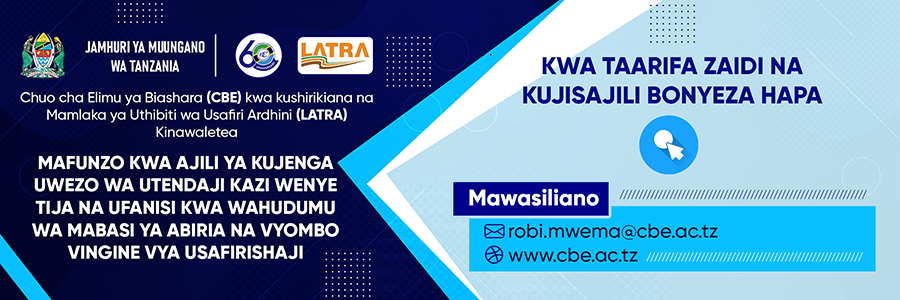 JAMHURI YA MUUNGANO
WA TANZANIA
60
LATRA
Chuo cha Elimu ya Biashara (CBE) kwa kushirikiana na
Mamlaka ya Uthibiti wa Usafiri Ardhini (LATRA)
Kinawaletea
MAFUNZO KWA AJILI YA KUJENGA
UWEZO WA UTENDAJI KAZI WENYE
TIJA NA UFANISI KWA WAHUDUMU
WA MABASI YA ABIRIA NA VYOMBO
VINGINE VYA USAFIRISHAJI
KWA TAARIFA ZAIDI NA
KUJISAJILI BONYEZA HAPA
Mawasiliano
robi.mwema@cbe.ac.tz
www.cbe.ac.tz